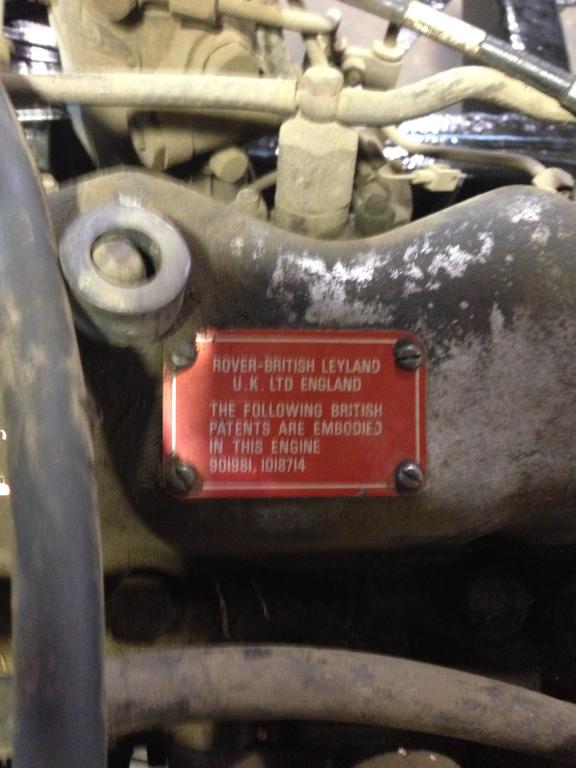 ROVER-BRITISH LEYLAND
U.K. LTD ENGLAND
THE FOLLOWING BRITISH
PATENTS ARE EMBODIED
IN THIS ENGINE
901981, 1018714